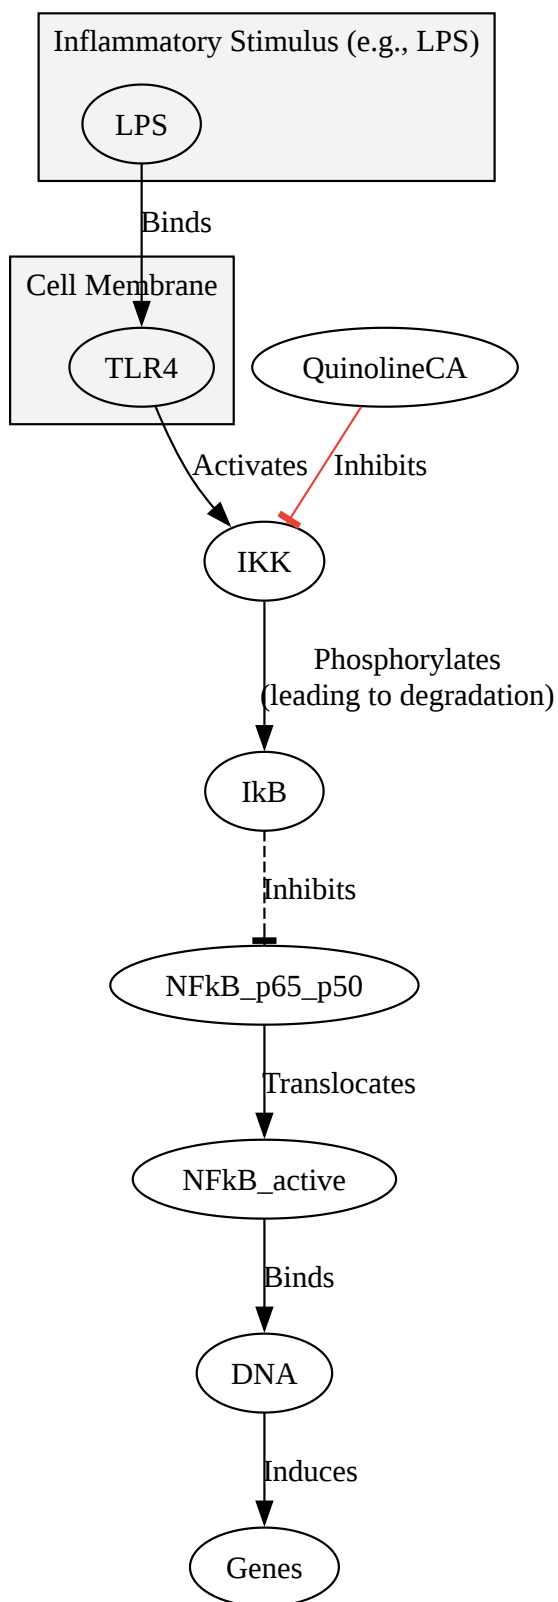 Inflammatory Stimulus (e.g., LPS)
LPS
Binds
Cell Membrane
TLR4
QuinolineCA
Activates
Inhibits
IKK
Phosphorylates
(leading to degradation)
IkB
Inhibits
NFkB_p65_p50
Translocates
NFkB_active
Binds
DNA
Induces
Genes